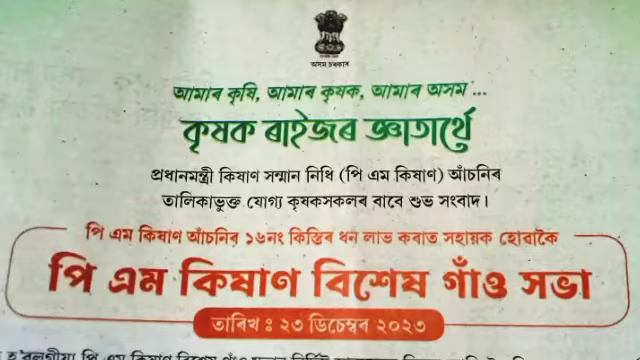 অসম চৰকাৰ
আমাৰ কৃষি, আমাৰ কৃষক, আমাৰ অসম ...
কৃষক ৰাইজৰ জ্ঞাতাৰ্থে
প্ৰধানমন্ত্ৰী কিষাণ সন্মান নিধি (পি এম কিষাণ) আঁচনিৰ
তালিকাভুক্ত যোগ্য কৃষকসকলৰ বাবে শুভ সংবাদ।
পি এম কিষাণ আঁচনিৰ ১৬নং কিস্তিৰ ধন লাভ কৰাত সহায়ক হোৱাকৈ
পি এম কিষাণ বিশেষ গাঁও সভা
তাৰিখ : ২৩ ডিচেম্বৰ ২০২৩